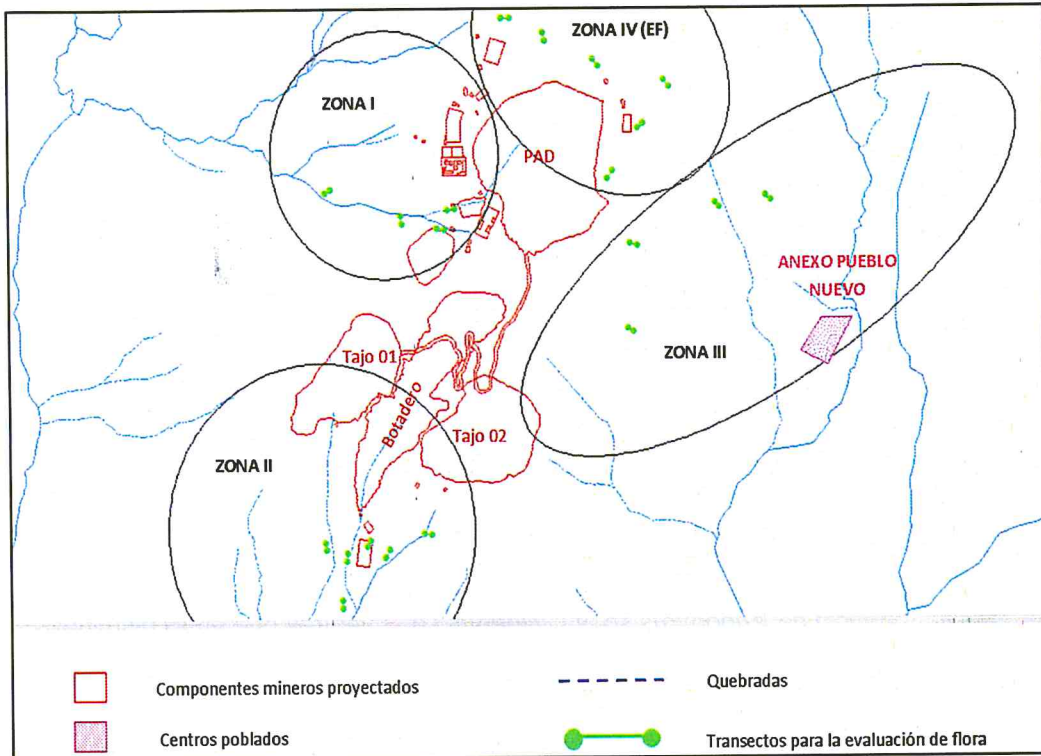 ZONA IV (EF)
ZONA I
PAD
ANEXO PUEBLO
NUEVO
Tajo 01
ZONA III
Botadero
Tajo 02
ZONA II
Componentes mineros proyectados
Quebradas
Centros poblados
Transectos para la evaluación de flora